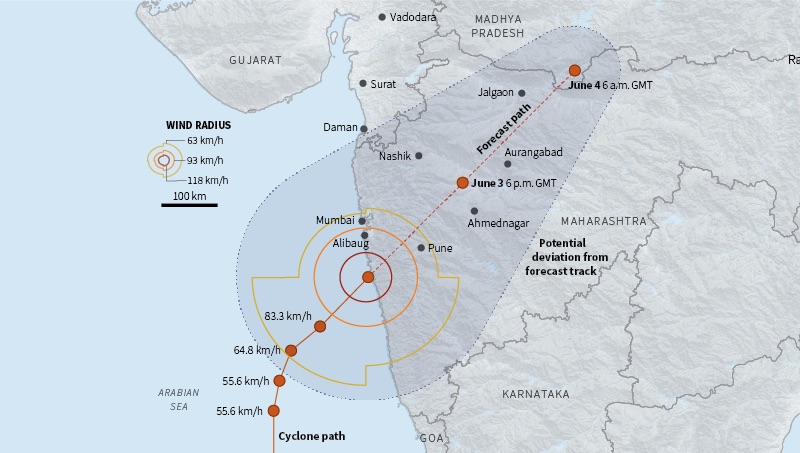 Vadodara
MADHYA
PRADESH
GUJARAT
Surat
Jalgaon
June 4 6 a.m. GMT
WIND RADIUS
63 km/h
93 km/h
118 km/h
100 km
Daman
Forecast path
Nashik
Aurangabad
June 3 6 p.m. GMT
Mumbai
Ahmednagar
MAHARASHTRA
Alibaug
Pune
Potential
deviation from
forecast track
83.3 km/h
64.8 km/h
55.6 km/h
ARABIAN
SEA
KARNATAKA
55.6 km/h
Cyclone path
GOA
Ra